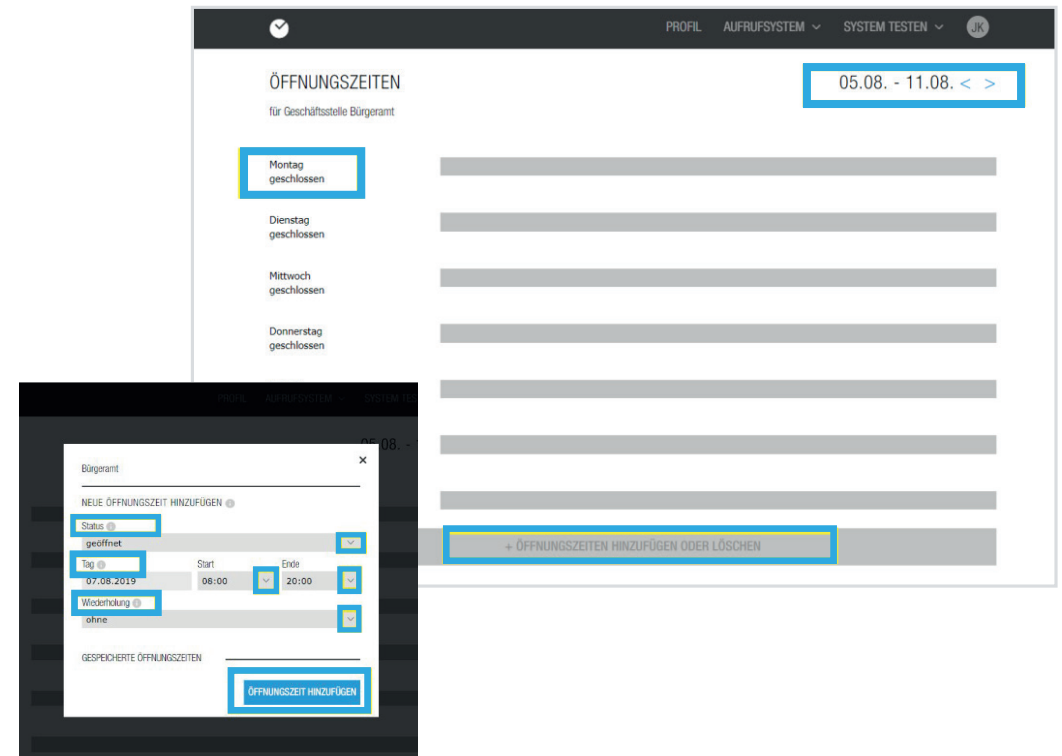 PROFIL AUFRUFSYSTEM SYSTEM TESTEN JK
ÖFFNUNGSZEITEN
05.08. - 11.08. < >
für Geschäftsstelle Bürgeramt
Montag
geschlossen
Dienstag
geschlossen
Mittwoch
geschlossen
Donnerstag
geschlossen
+ ÖFFNUNGSZEITEN HINZUFÜGEN ODER LÖSCHEN
PROFIL AUFRUFSYSTEM SYSTEM TES
05.08. -
Bürgeramt ×
NEUE ÖFFNUNGSZEIT HINZUFÜGEN i
Status i
geöffnet
Tag i Start Ende
07.08.2019 08:00 20:00
Wiederholung i
ohne
GESPEICHERTE ÖFFNUNGSZEITEN
ÖFFNUNGSZEIT HINZUFÜGEN